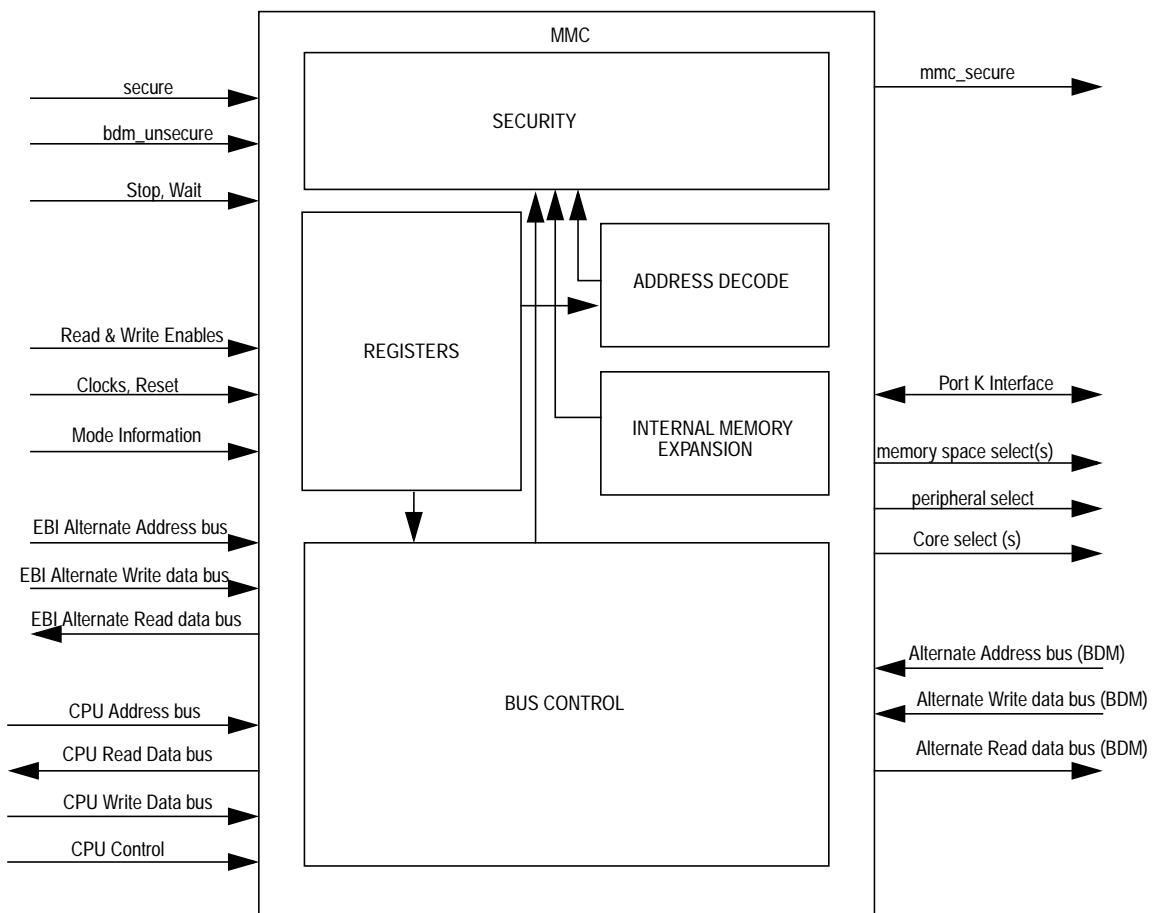 MMC
SECURITY
secure
bdm_unsecure
Stop, Wait
mmc_secure
REGISTERS
ADDRESS DECODE
INTERNAL MEMORY
EXPANSION
Read & Write Enables
Clocks, Reset
Mode Information
Port K Interface
memory space select(s)
peripheral select
Core select (s)
EBI Alternate Address bus
EBI Alternate Write data bus
EBI Alternate Read data bus
BUS CONTROL
CPU Address bus
CPU Read Data bus
CPU Write Data bus
CPU Control
Alternate Address bus (BDM)
Alternate Write data bus (BDM)
Alternate Read data bus (BDM)